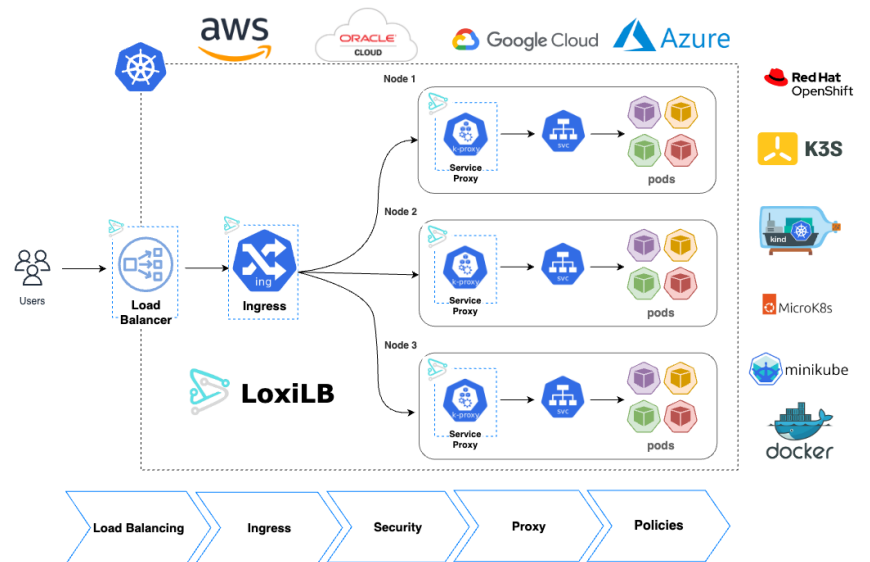 aws
ORACLE
CLOUD
Google Cloud
Azure
Node 1
Red Hat
OpenShift
k-proxy
svc
Service
Proxy
pods
K3S
Node 2
kind
k-proxy
svc
Service
Proxy
pods
Users
ing
Load
Balancer
Ingress
MicroK8s
Node 3
minikube
LoxiLB
k-proxy
svc
Service
Proxy
pods
docker
Load Balancing
Ingress
Security
Proxy
Policies